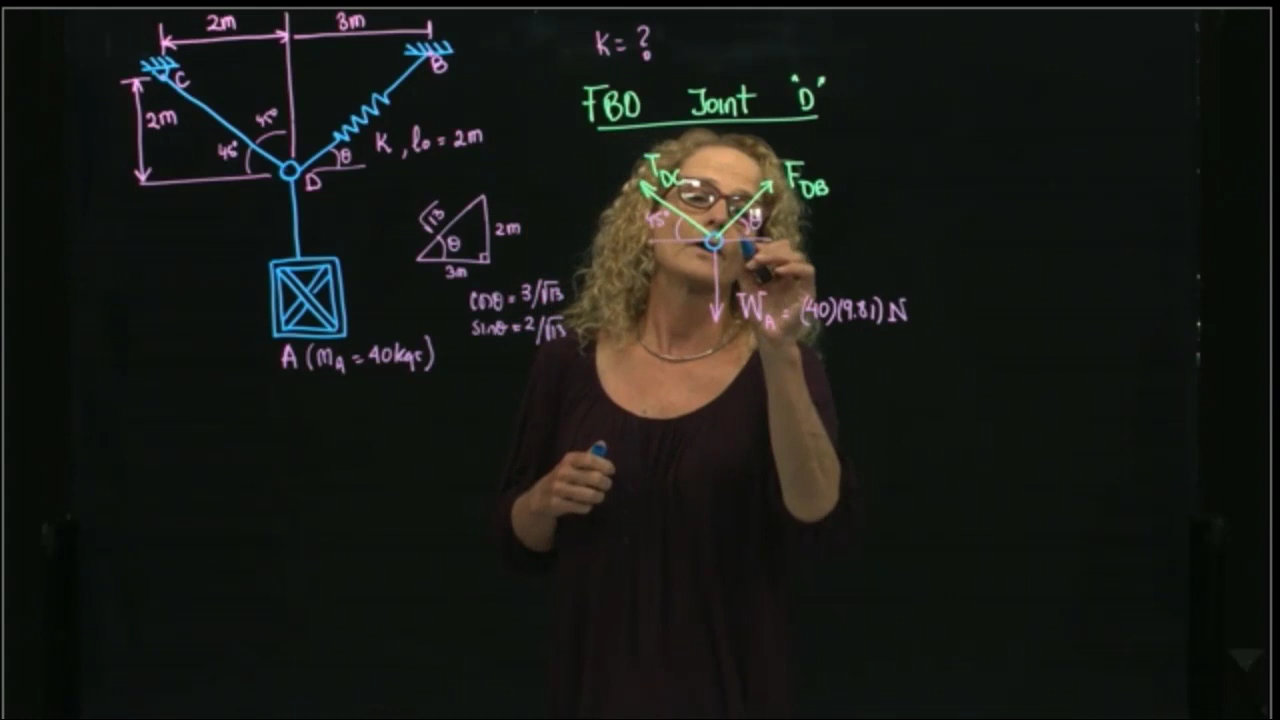 2m 3m
C
B
2m
45°
45°
θ
D
K, l₀ = 2m
√13
θ
2m
3m
cosθ = 3/√13
sinθ = 2/√13
A (m_A = 40kgs)
K = ?
FBD Joint "D"
T_DC
F_DB
45°
θ
W_A = (40)(9.81) N